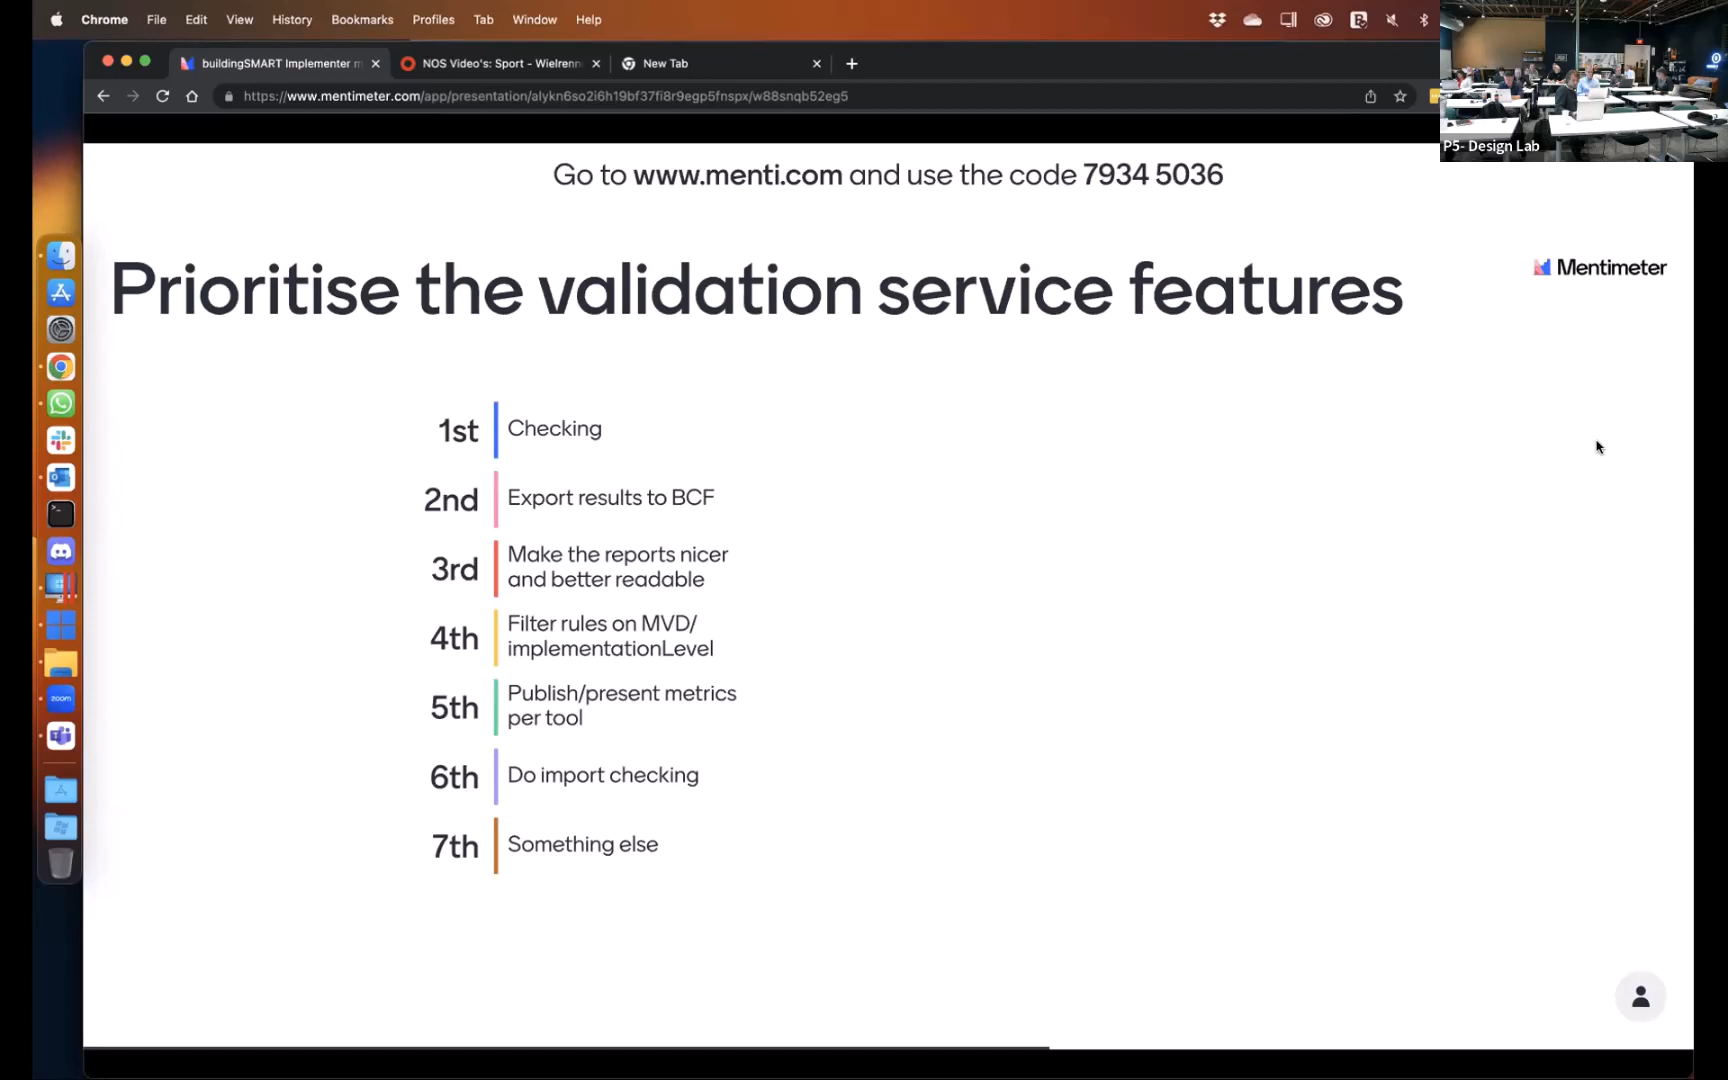 Chrome File Edit View History Bookmarks Profiles Tab Window Help
buildingSMART Implementer m
NOS Video's: Sport - Wielrenn
New Tab
https://www.mentimeter.com/app/presentation/alykn6so2i6h19bf37fi8r9egp5fnspx/w88snqb52eg5
P5- Design Lab
Go to www.menti.com and use the code 7934 5036
Prioritise the validation service features
Mentimeter
1st Checking
2nd Export results to BCF
3rd Make the reports nicer
and better readable
4th Filter rules on MVD/
implementationLevel
5th Publish/present metrics
per tool
6th Do import checking
7th Something else
zoom